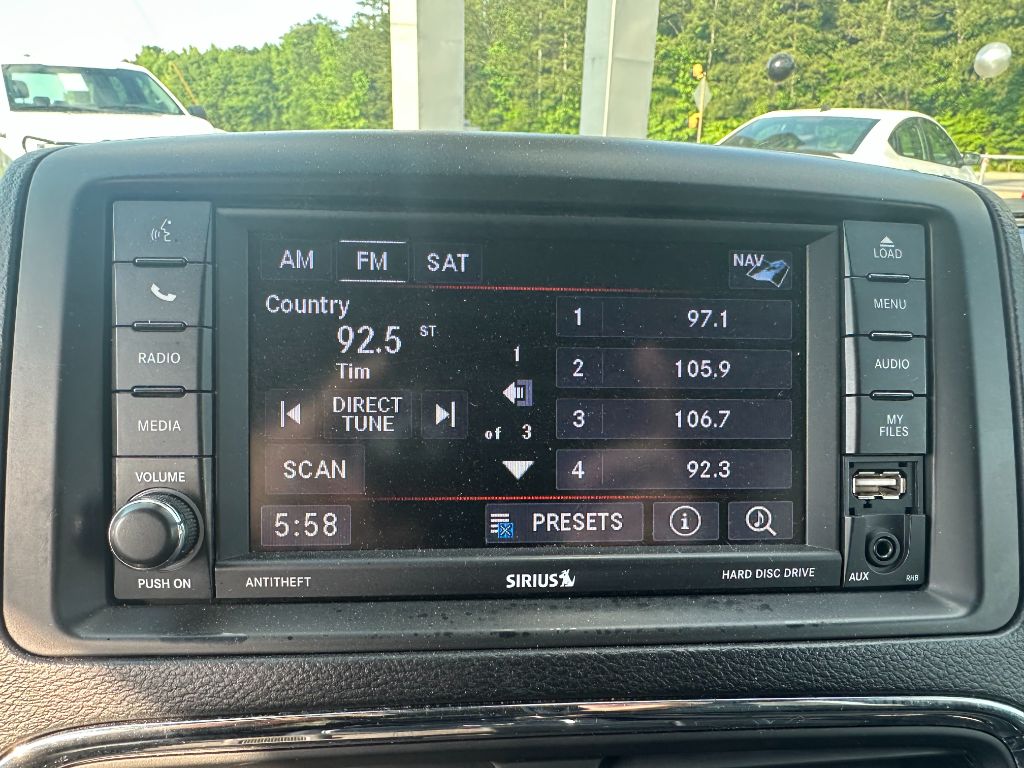 AM FM SAT NAV
LOAD
Country
MENU
92.5 ST
Tim
RADIO
AUDIO
DIRECT
TUNE
MEDIA
MY
FILES
SCAN
1
of 3
1 97.1
2 105.9
3 106.7
4 92.3
VOLUME
5:58 PRESETS
PUSH ON
ANTITHEFT SIRIUS HARD DISC DRIVE AUX RHB